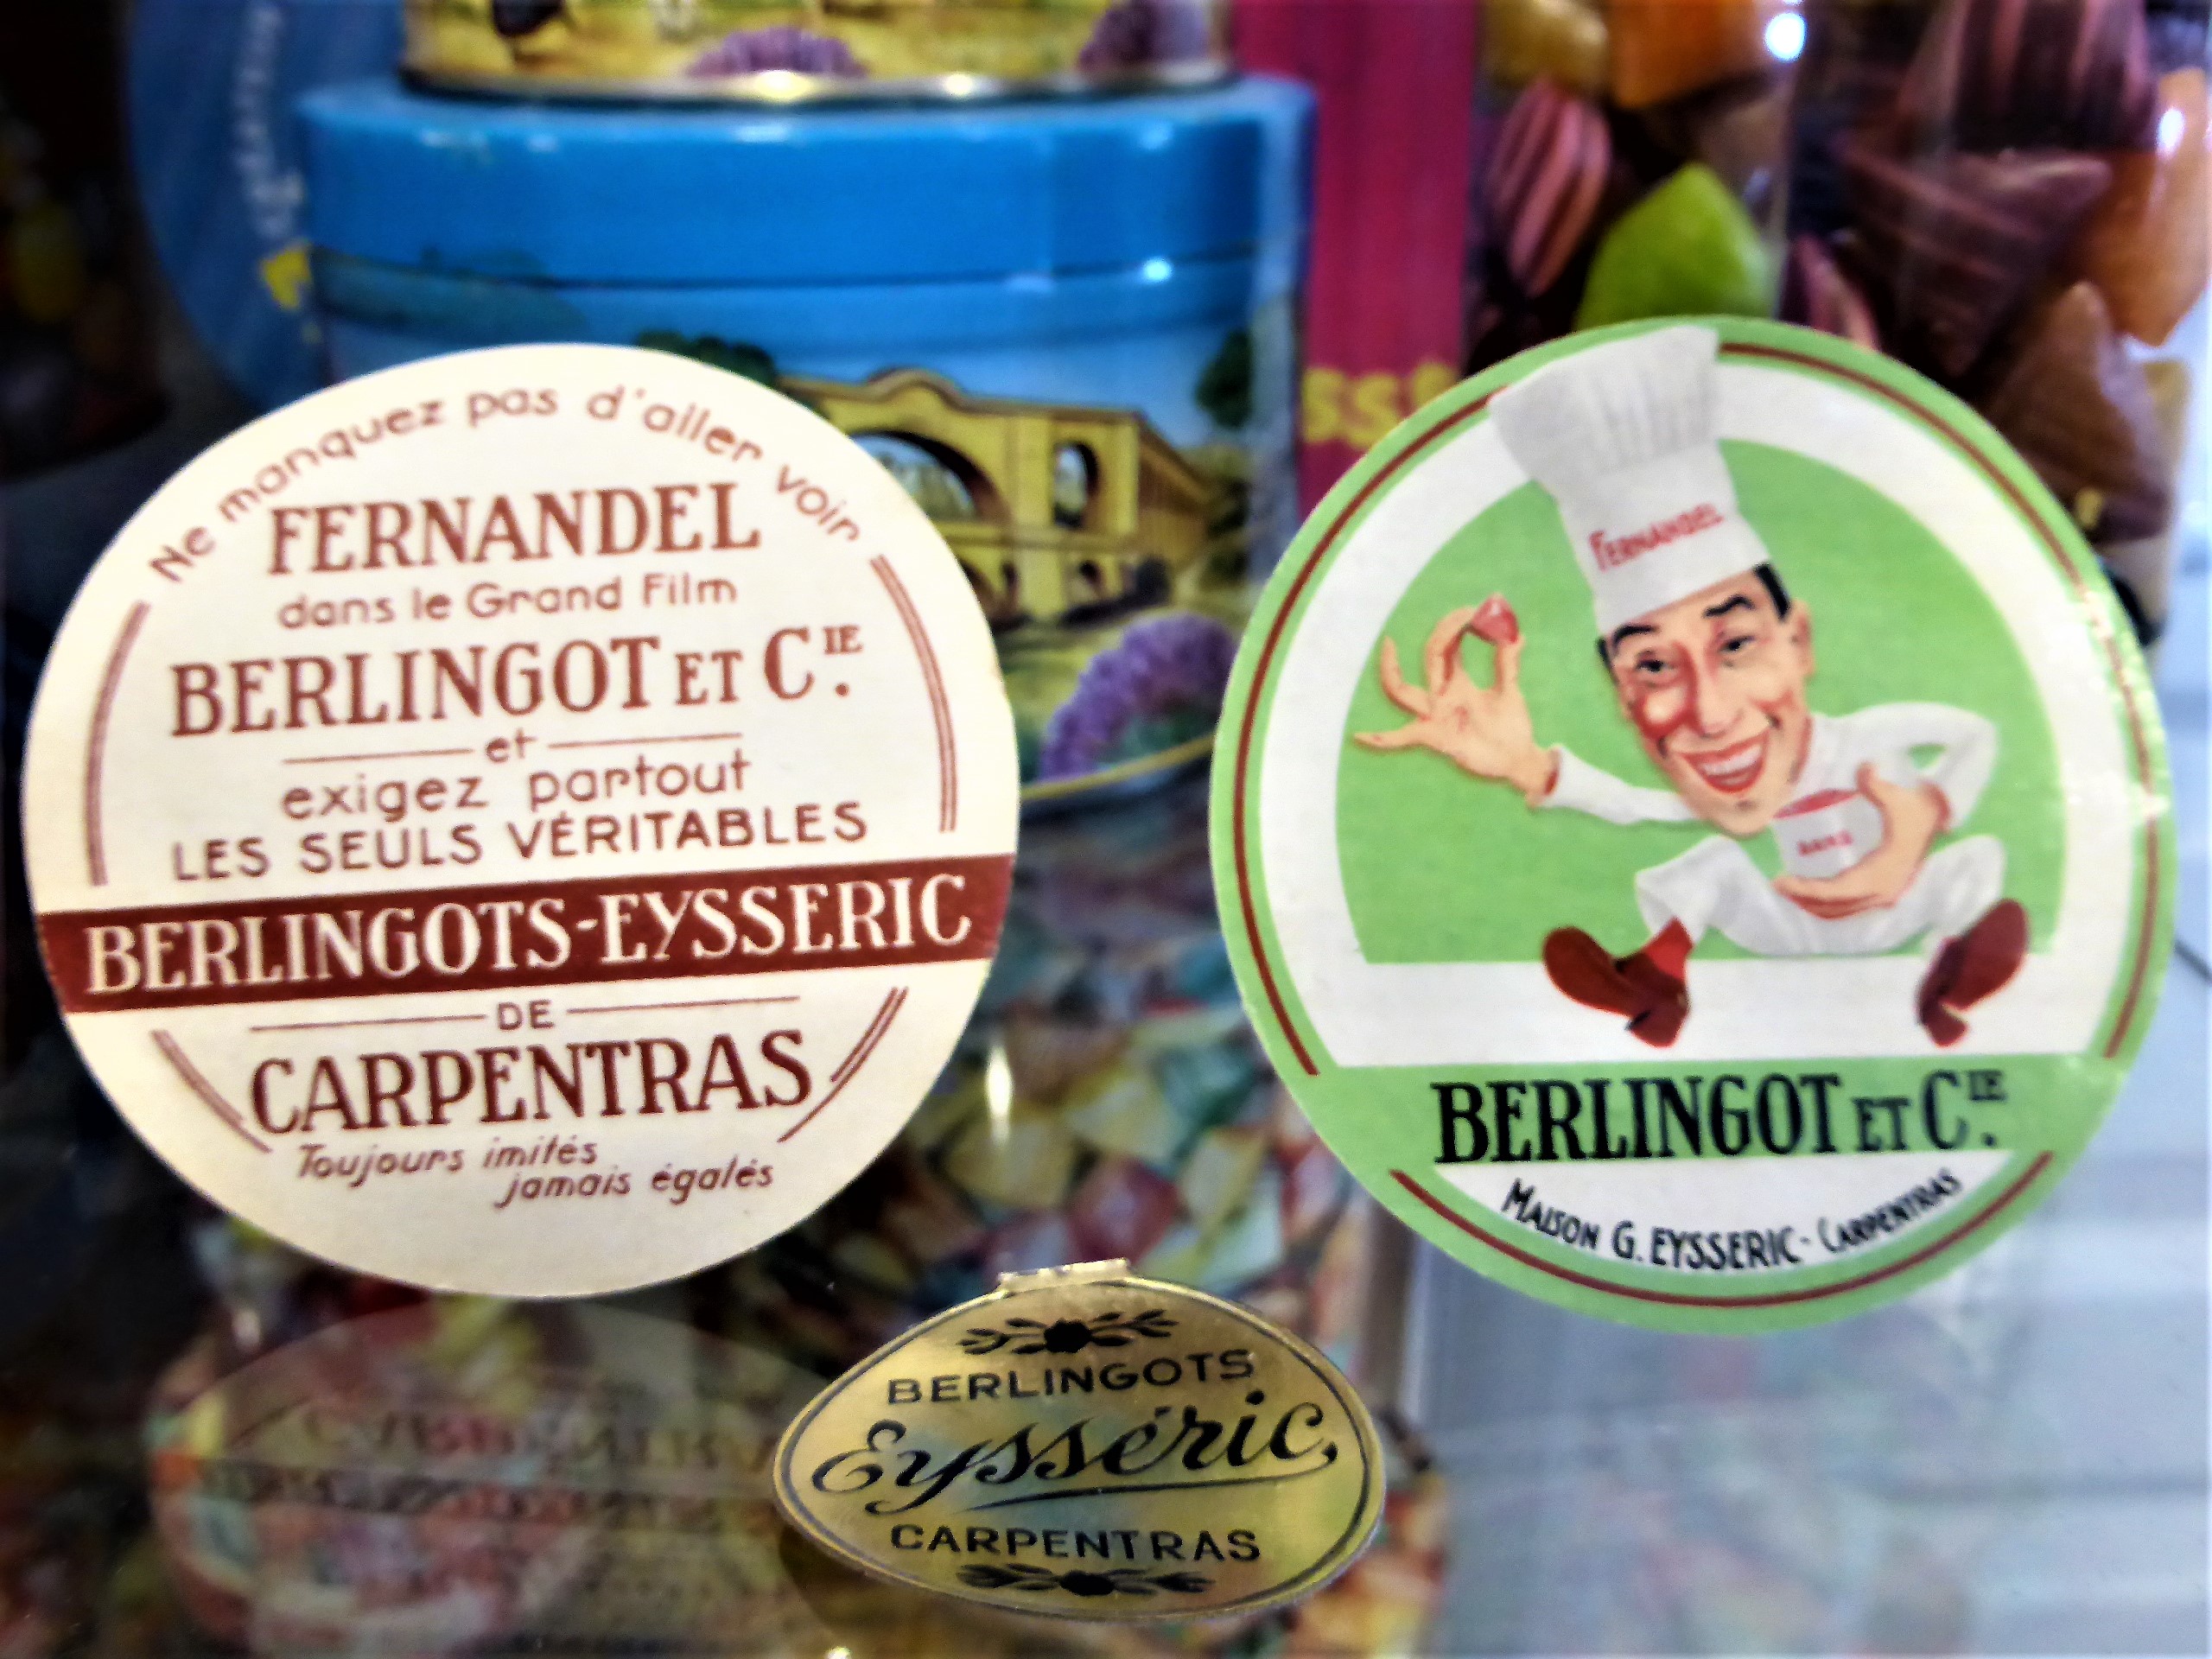 Ne manquez pas d'aller voir
FERNANDEL
dans le Grand Film
BERLINGOT ET CIE.
et
exigez partout
LES SEULS VÉRITABLES
BERLINGOTS-EYSSERIC
DE
CARPENTRAS
Toujours imités
jamais égalés
FERNANDEL
BERLINGOT ET CIE.
MAISON G. EYSSERIC - CARPENTRAS
BERLINGOTS
Eysséric
CARPENTRAS